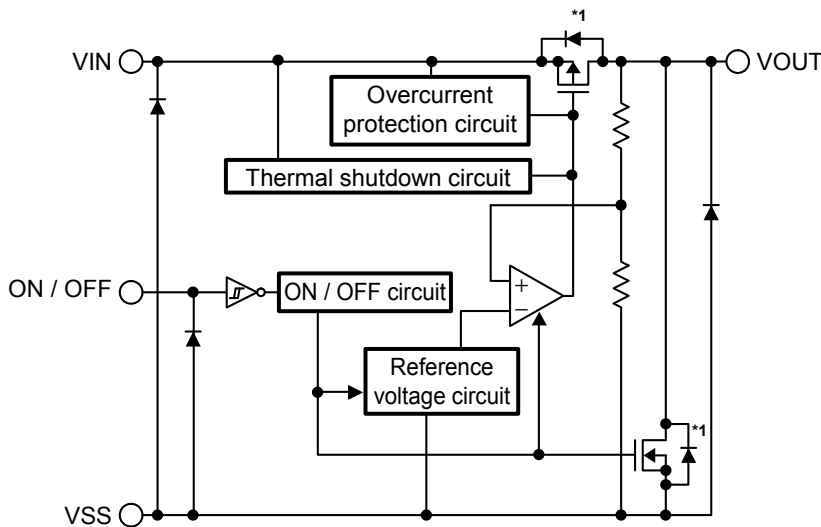 *1
VIN
VOUT
Overcurrent
protection circuit
Thermal shutdown circuit
ON / OFF
ON / OFF circuit
+
−
Reference
voltage circuit
*1
VSS